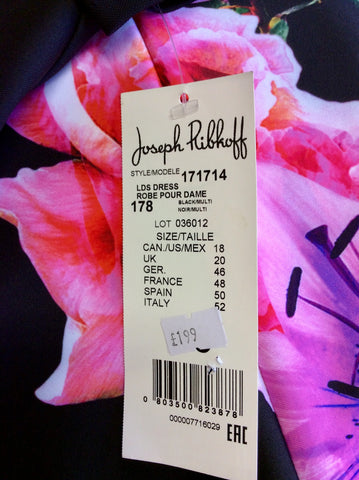 Joseph Ribkoff
STYLE/MODELE 171714
LDS DRESS
ROBE POUR DAME
178 BLACK/MULTI
NOIR/MULTI
LOT 036012
SIZE/TAILLE
CAN./US/MEX 18
UK 20
GER. 46
FRANCE 48
SPAIN 50
ITALY 52
£199
0 803500 823878
000007716029
EAC